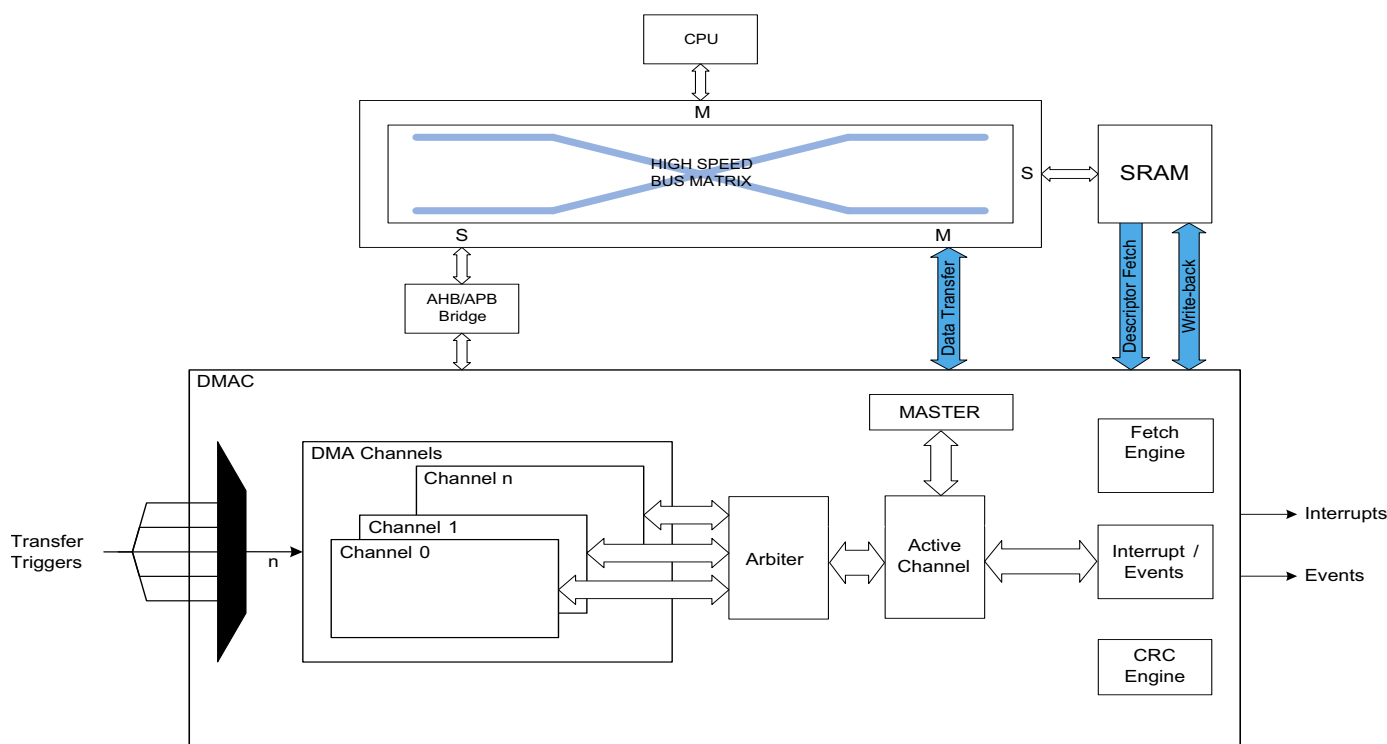 CPU
M
HIGH SPEED
BUS MATRIX
S
SRAM
S
M
AHB/APB
Bridge
Data Transfer
Descriptor Fetch
Write-back
DMAC
MASTER
Fetch
Engine
DMA Channels
Channel n
Channel 1
Channel 0
Transfer
Triggers
n
Arbiter
Active
Channel
Interrupt /
Events
Interrupts
Events
CRC
Engine